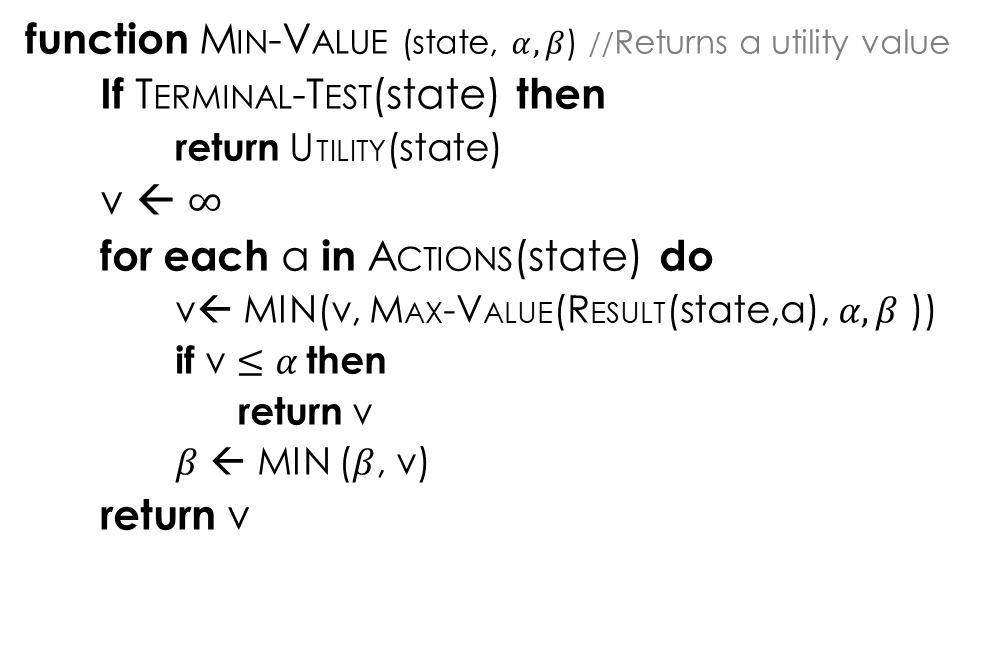 function MIN-VALUE (state, α,β) //Returns a utility value
If TERMINAL-TEST(state) then
return UTILITY(state)
v ← ∞
for each a in ACTIONS(state) do
v← MIN(v, MAX-VALUE(RESULT(state,a), α,β ))
if v ≤ α then
return v
β ← MIN (β, v)
return v